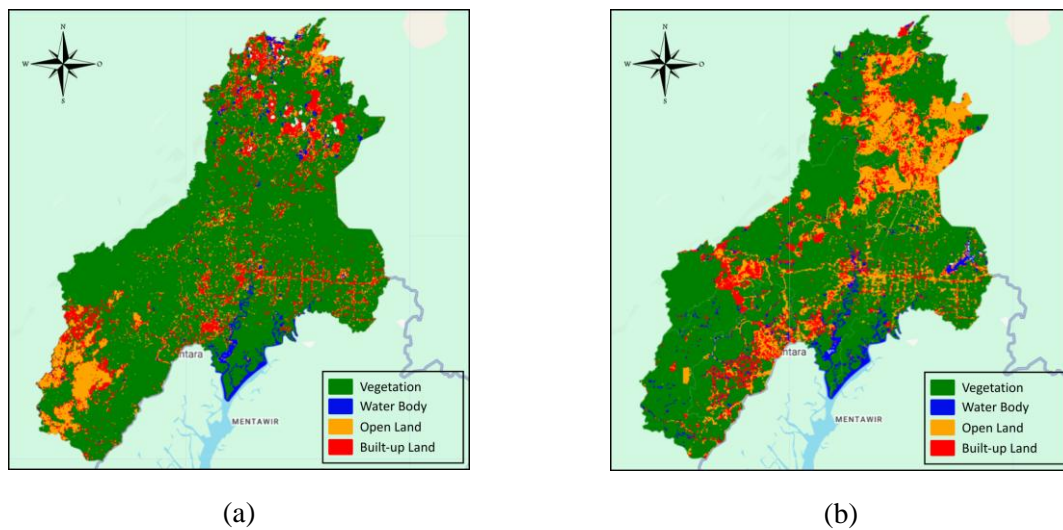 N
W O
S
ntara
MENTAWIR
Vegetation
Water Body
Open Land
Built-up Land
(a)
N
W O
S
ntara
MENTAWIR
Vegetation
Water Body
Open Land
Built-up Land
(b)